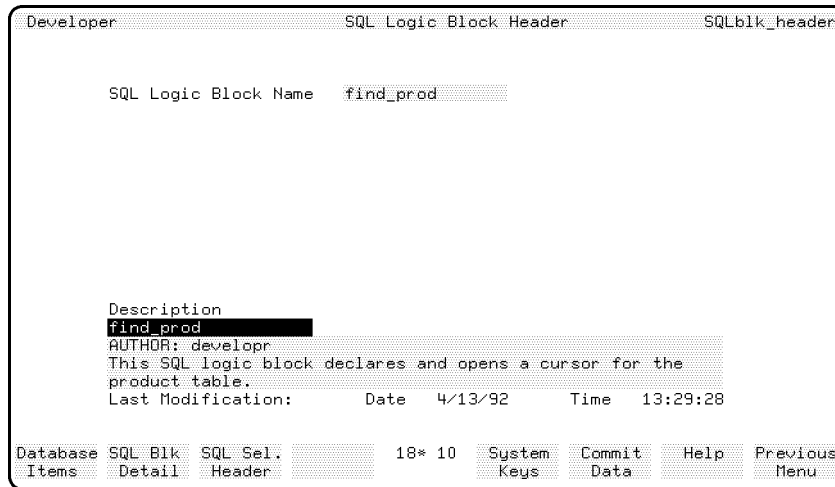 Developer SQL Logic Block Header SQLblk_header
SQL Logic Block Name find_prod
Description
find_prod
AUTHOR: developr
This SQL logic block declares and opens a cursor for the
product table.
Last Modification: Date 4/13/92 Time 13:29:28
Database SQL Blk SQL Sel. 18* 10 System Commit Help Previous
Items Detail Header Keys Data Menu